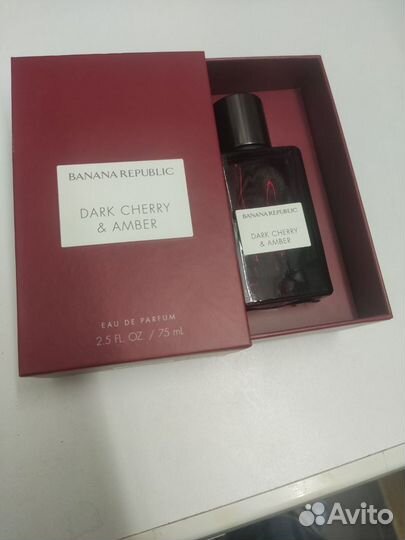 BANANA REPUBLIC
DARK CHERRY
& AMBER
EAU DE PARFUM
2.5 FL. OZ. / 75 mL
BANANA REPUBLIC
DARK CHERRY
& AMBER
Avito